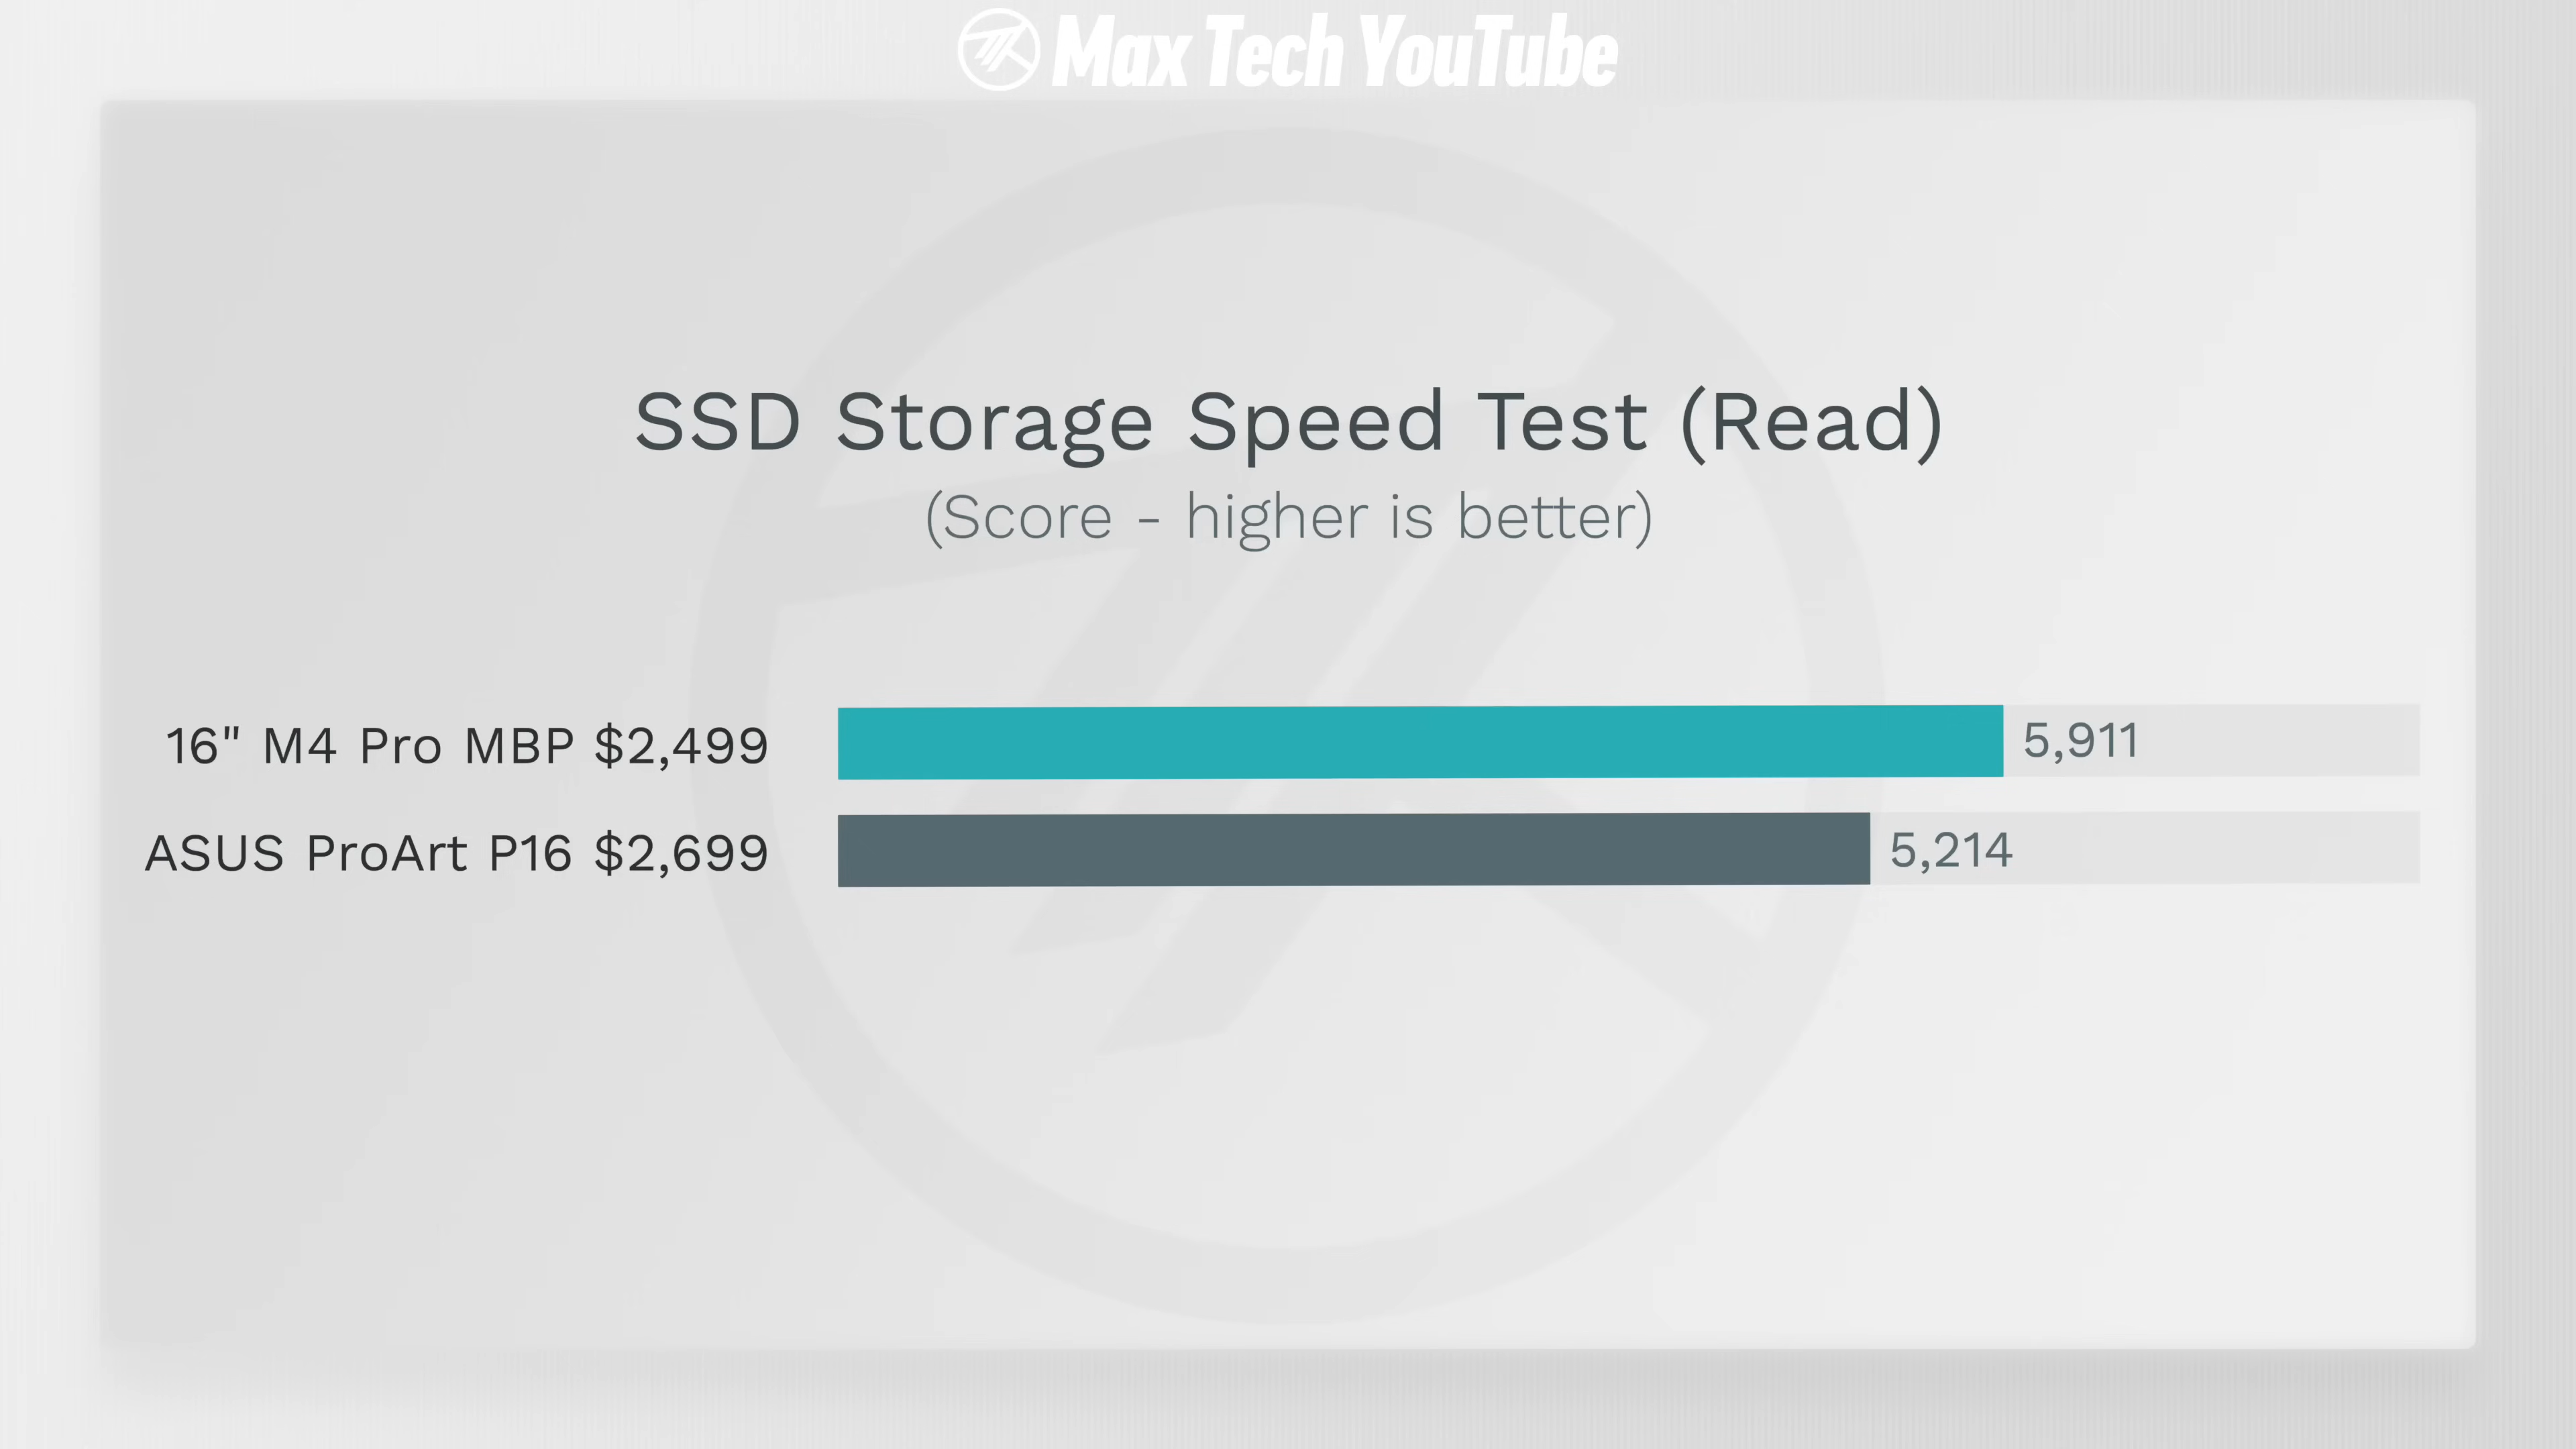 Max Tech YouTube
SSD Storage Speed Test (Read)
(Score - higher is better)
16" M4 Pro MBP $2,499
5,911
ASUS ProArt P16 $2,699
5,214